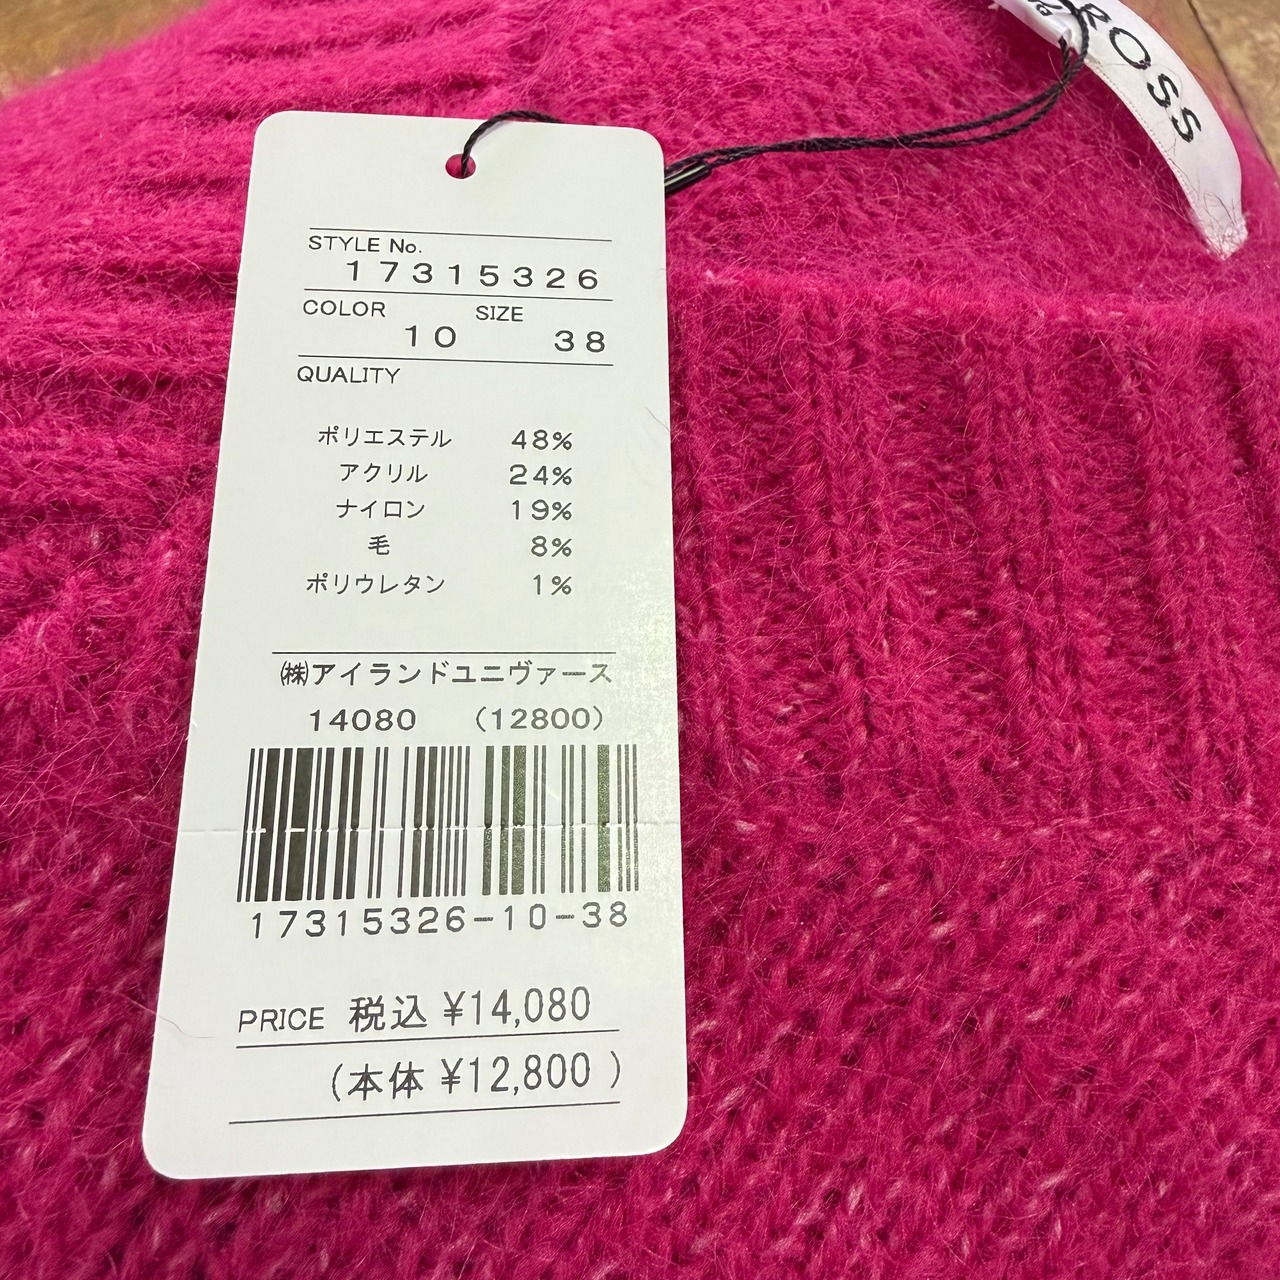 ROSS
STYLE No.
17315326
COLOR SIZE
10 38
QUALITY
ポリエステル 48%
アクリル 24%
ナイロン 19%
毛 8%
ポリウレタン 1%
㈱アイランドユニヴァース
14080 (12800)
17315326-10-38
PRICE 税込 ¥14,080
(本体 ¥12,800 )